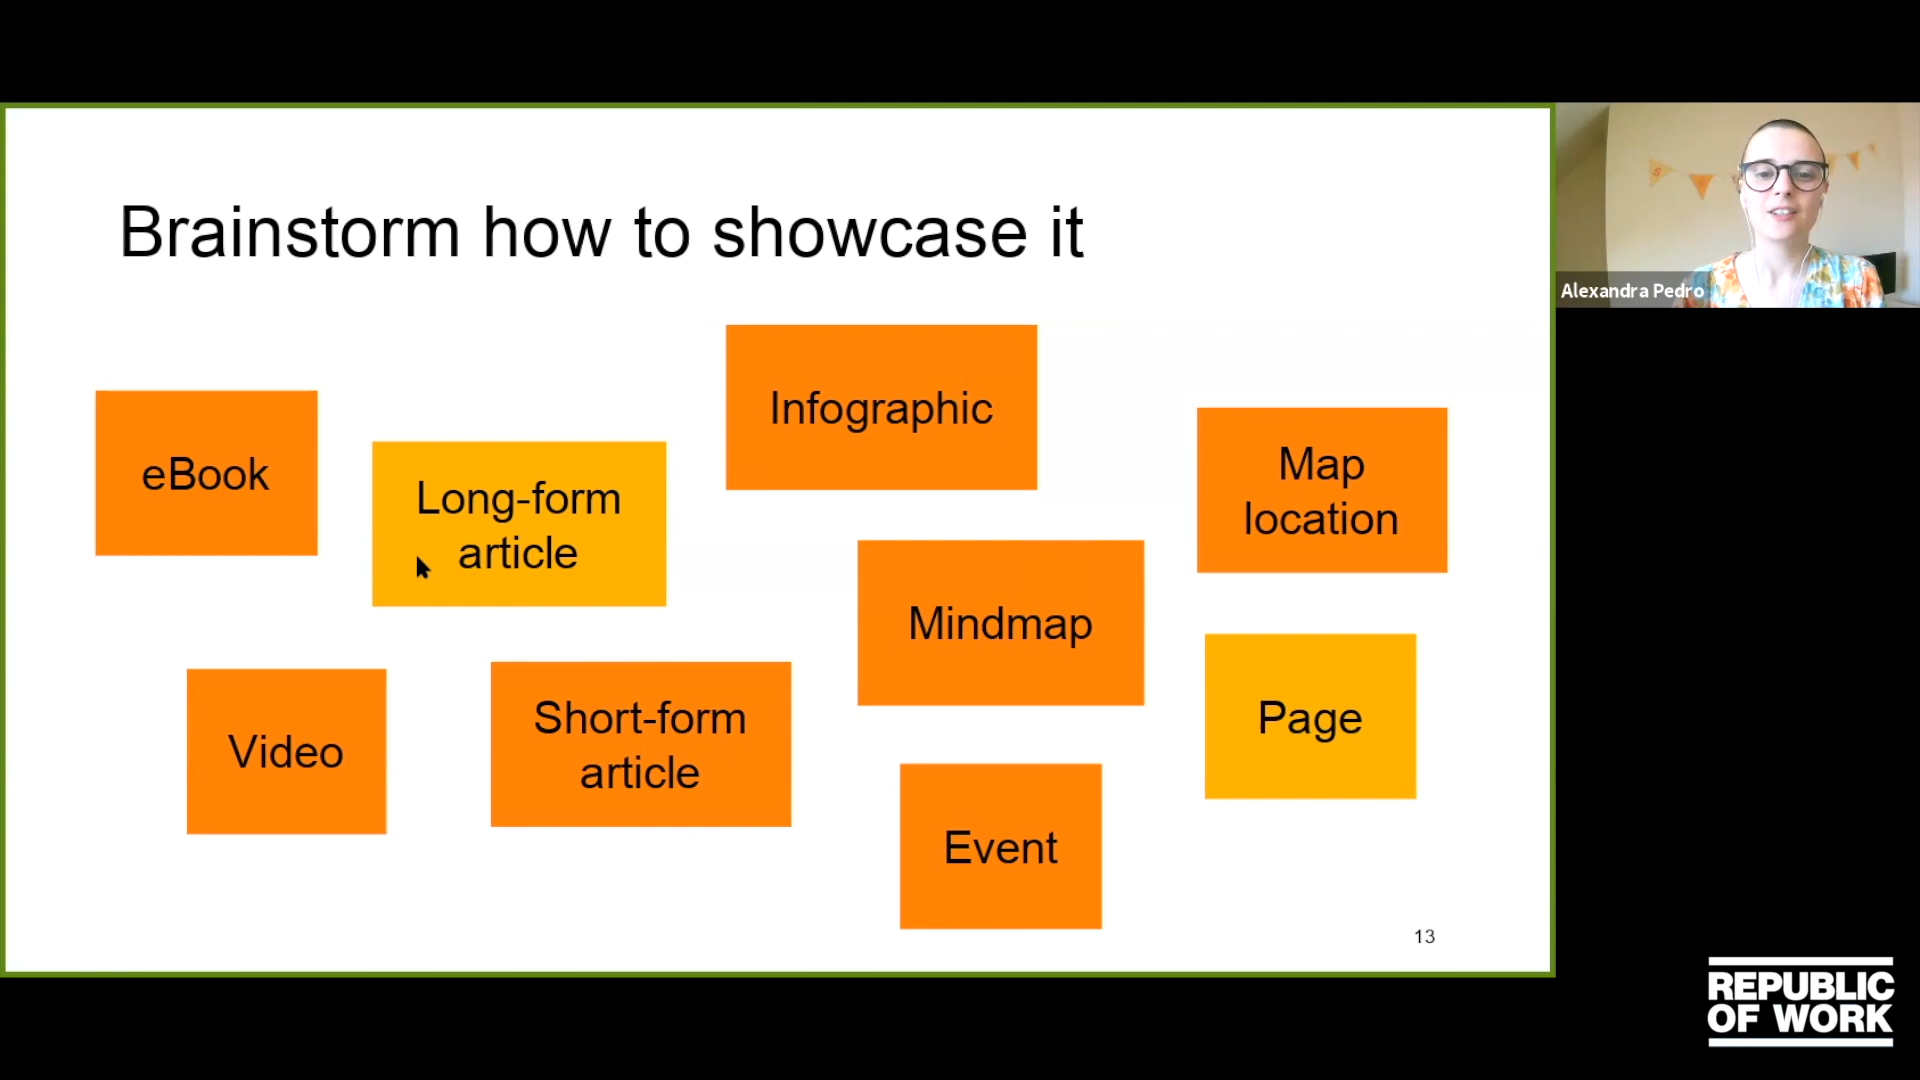 Brainstorm how to showcase it
Infographic
eBook
Long-form
article
Map
location
Mindmap
Video
Short-form
article
Page
Event
13
Alexandra Pedro
REPUBLIC
OF WORK